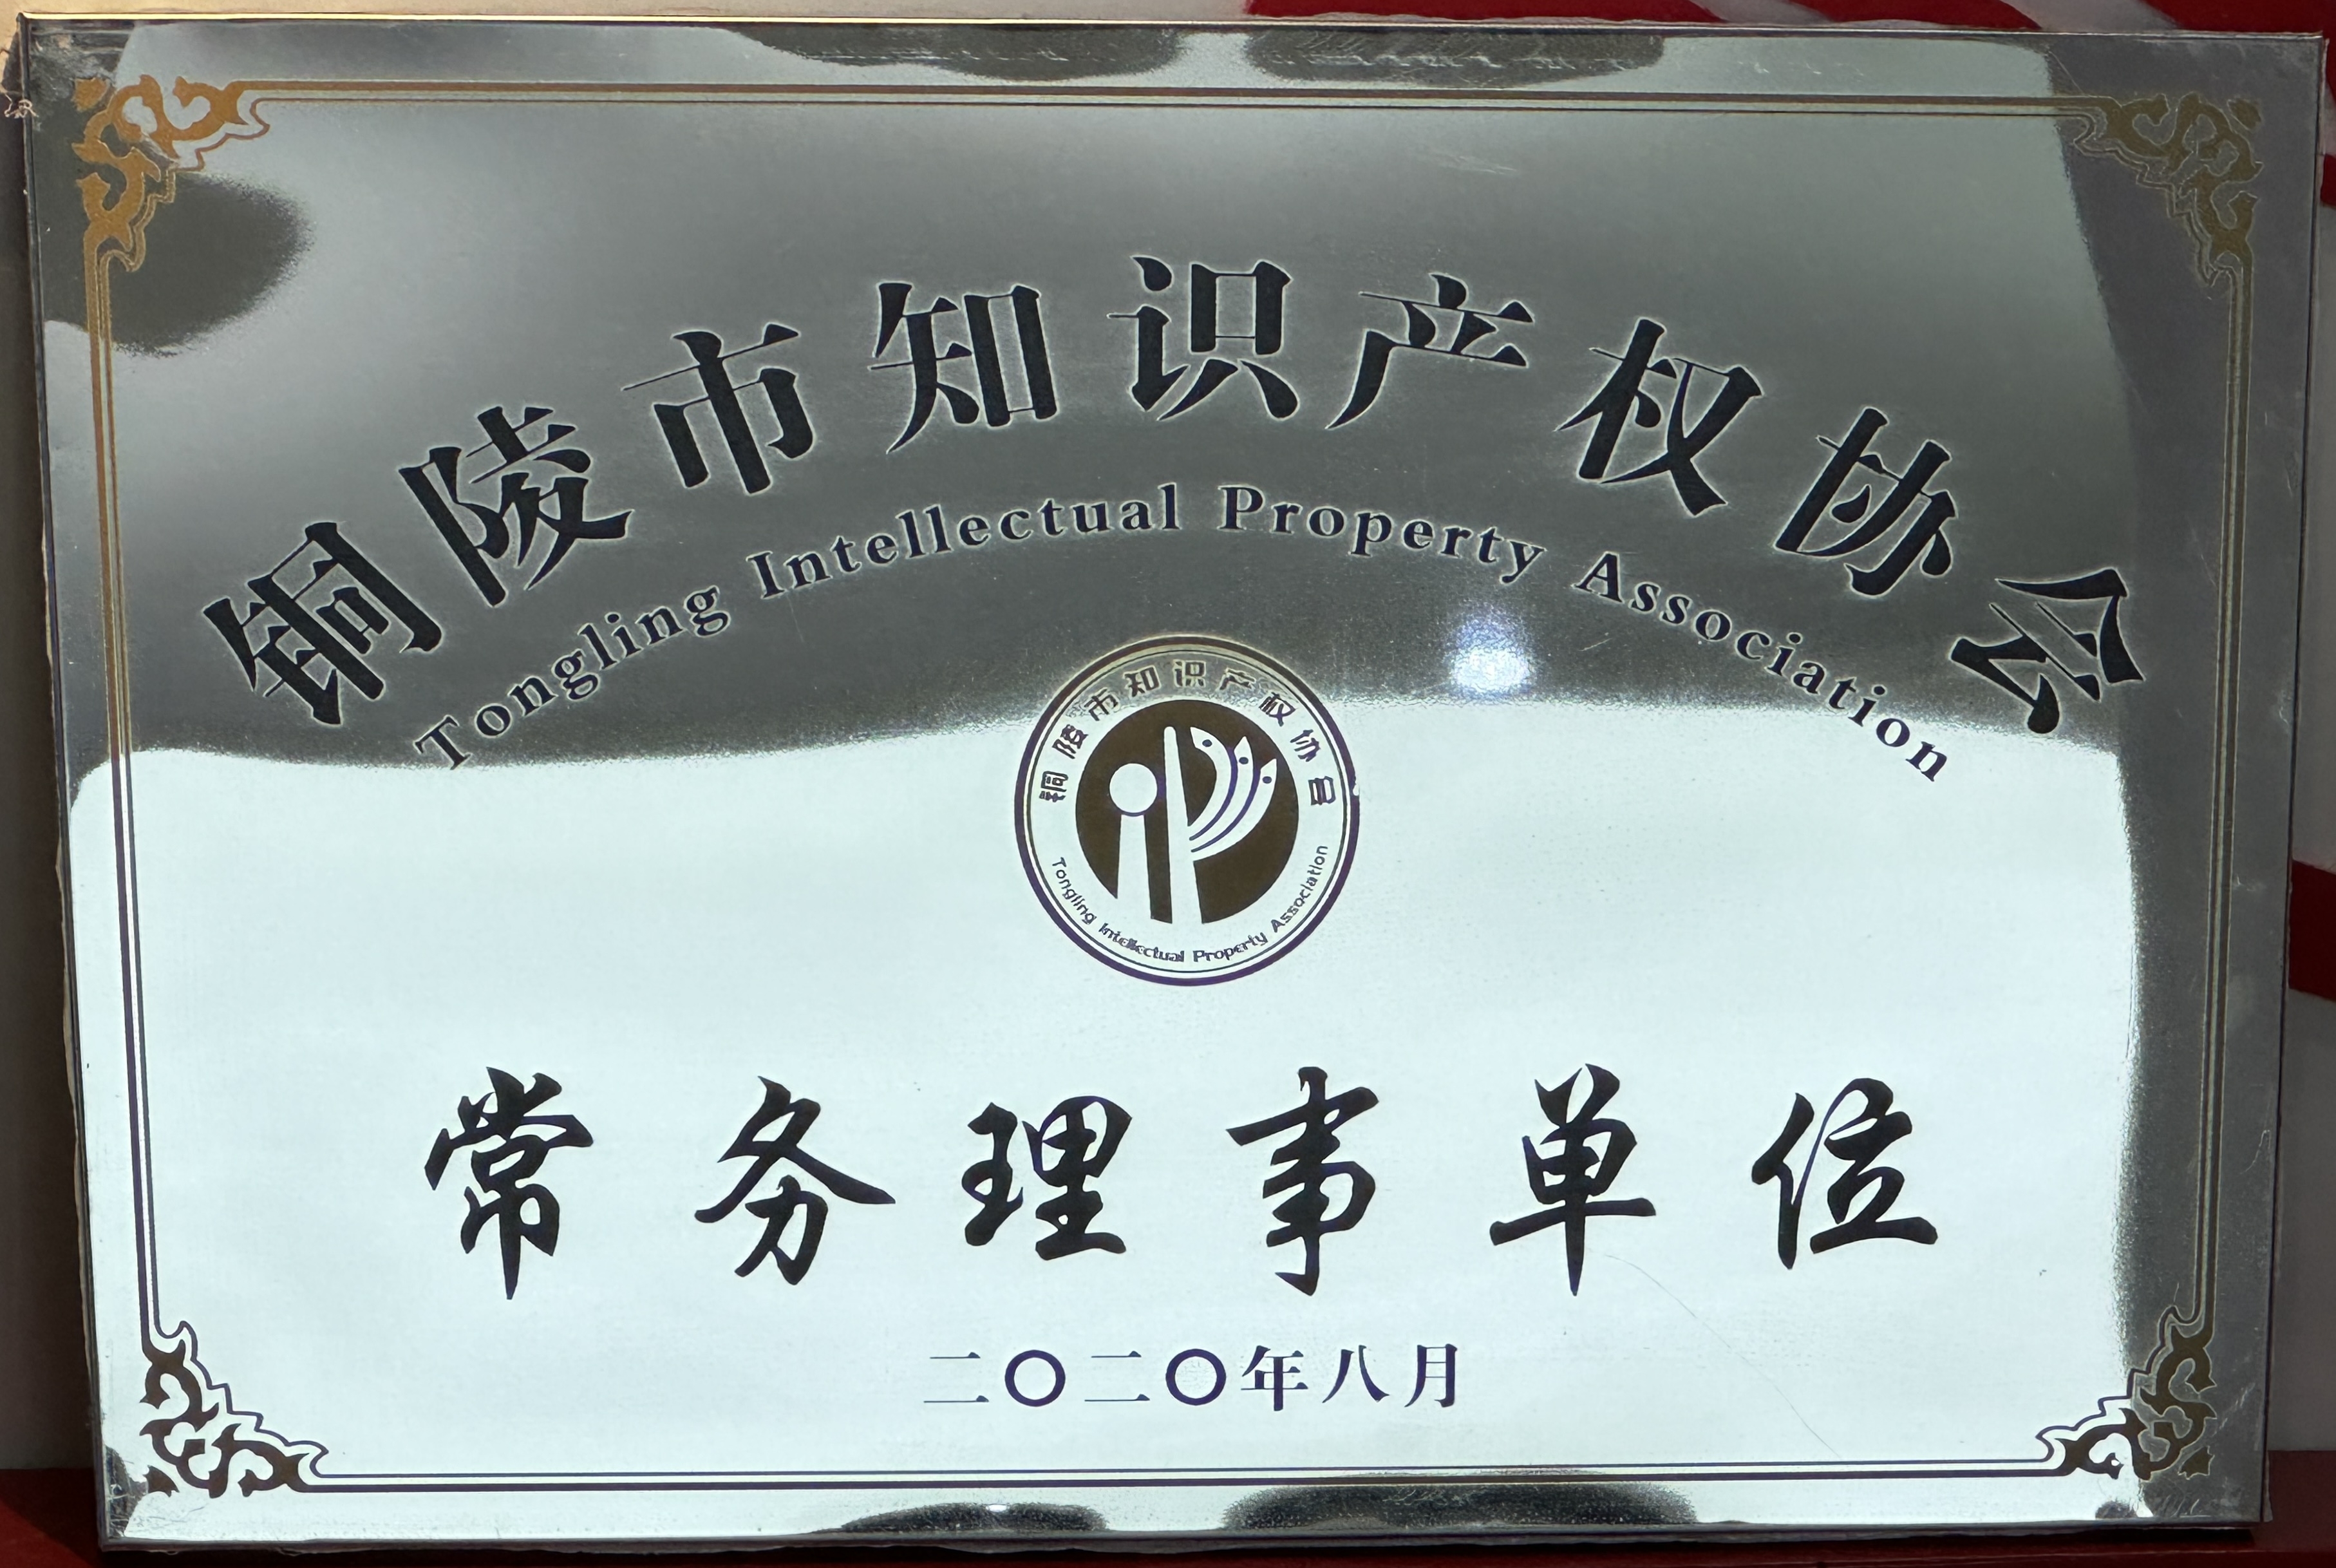 铜陵市知识产权协会
Tongling Intellectual Property Association
铜陵市知识产权协会
Tongling Intellectual Property Association
常务理事单位
二〇二〇年八月